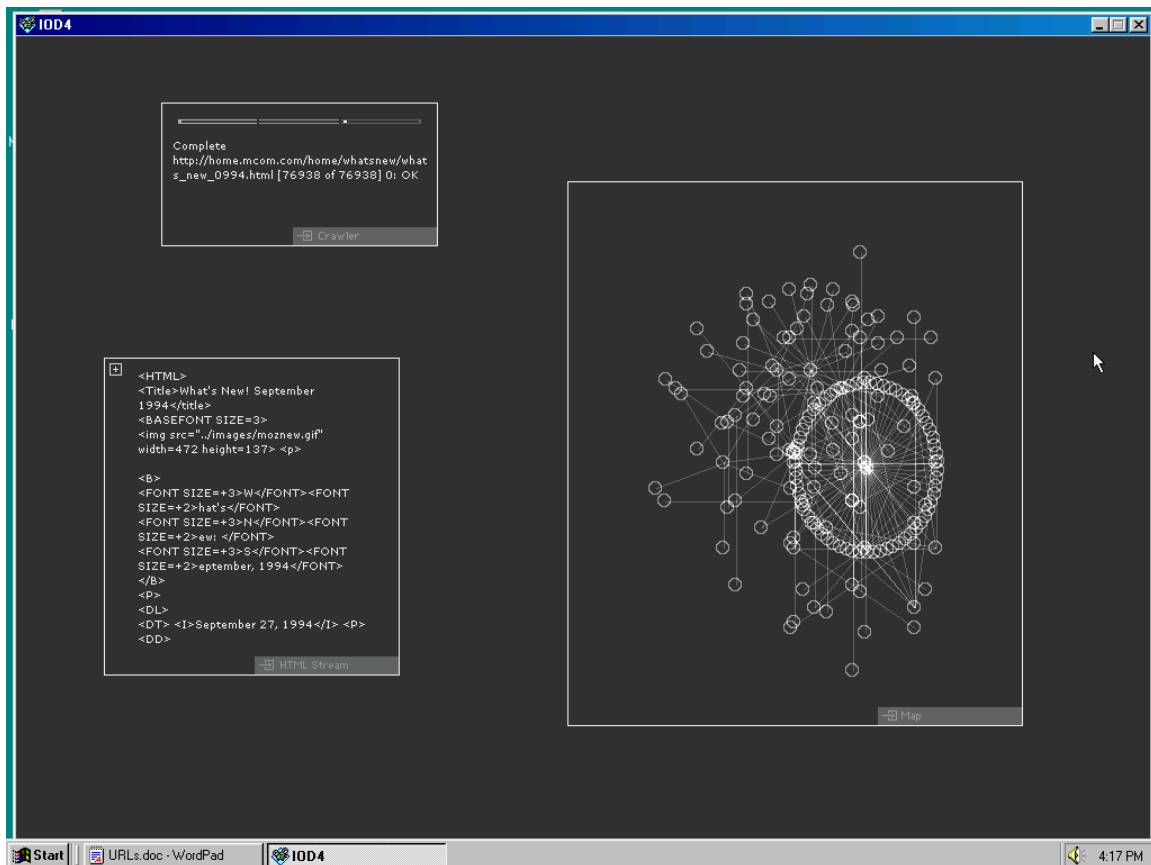 IOD4
Complete
http://home.mcom.com/home/whatsnew/what
s_new_0994.html [76938 of 76938] 0: OK
Crawler
<HTML>
<Title>What's New! September
1994</title>
<BASEFONT SIZE=3>
<img src="../images/moznew.gif"
width=472 height=137> <p>
<B>
<FONT SIZE=+3>W</FONT><FONT
SIZE=+2>hat's</FONT>
<FONT SIZE=+3>N</FONT><FONT
SIZE=+2>ew: </FONT>
<FONT SIZE=+3>S</FONT><FONT
SIZE=+2>eptember, 1994</FONT>
</B>
<P>
<DL>
<DT> <I>September 27, 1994</I> <P>
<DD>
HTML Stream
Map
Start
URLs.doc - WordPad
IOD4
4:17 PM